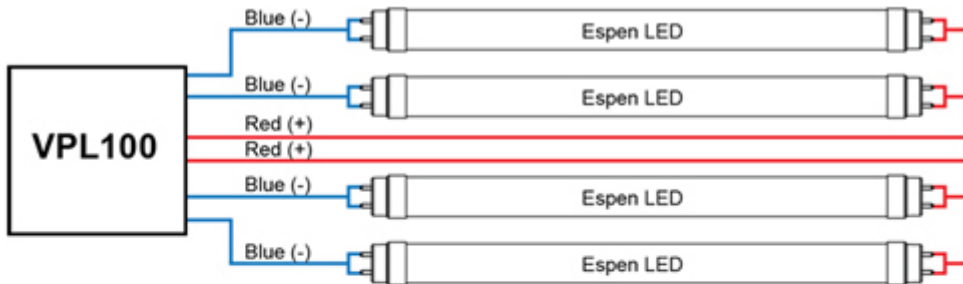 Blue (-)
Espen LED
Blue (-)
Espen LED
VPL100
Red (+)
Red (+)
Blue (-)
Espen LED
Blue (-)
Espen LED